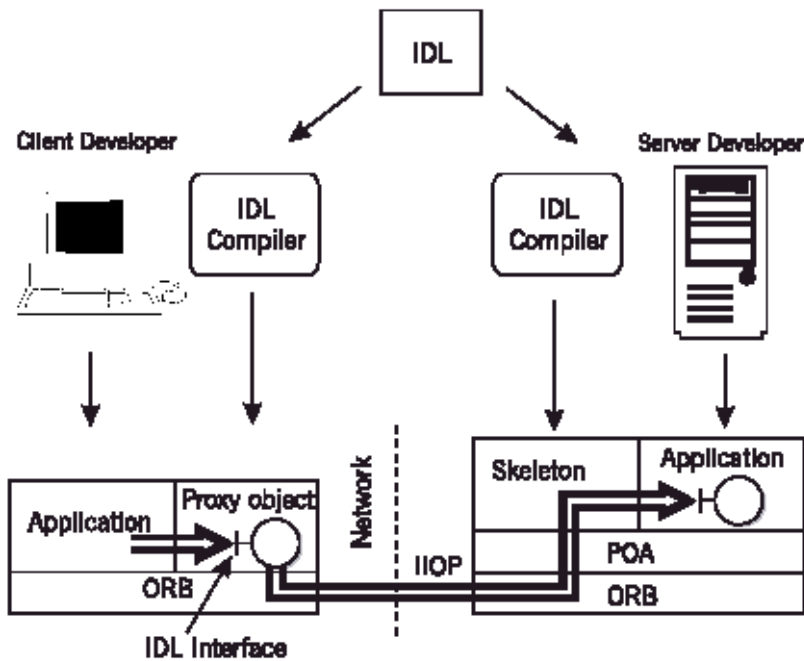 IDL
Client Developer
Server Developer
IDL
Compiler
IDL
Compiler
Network
Skeleton
Application
Proxy object
Application
IIOP
POA
ORB
ORB
IDL Interface